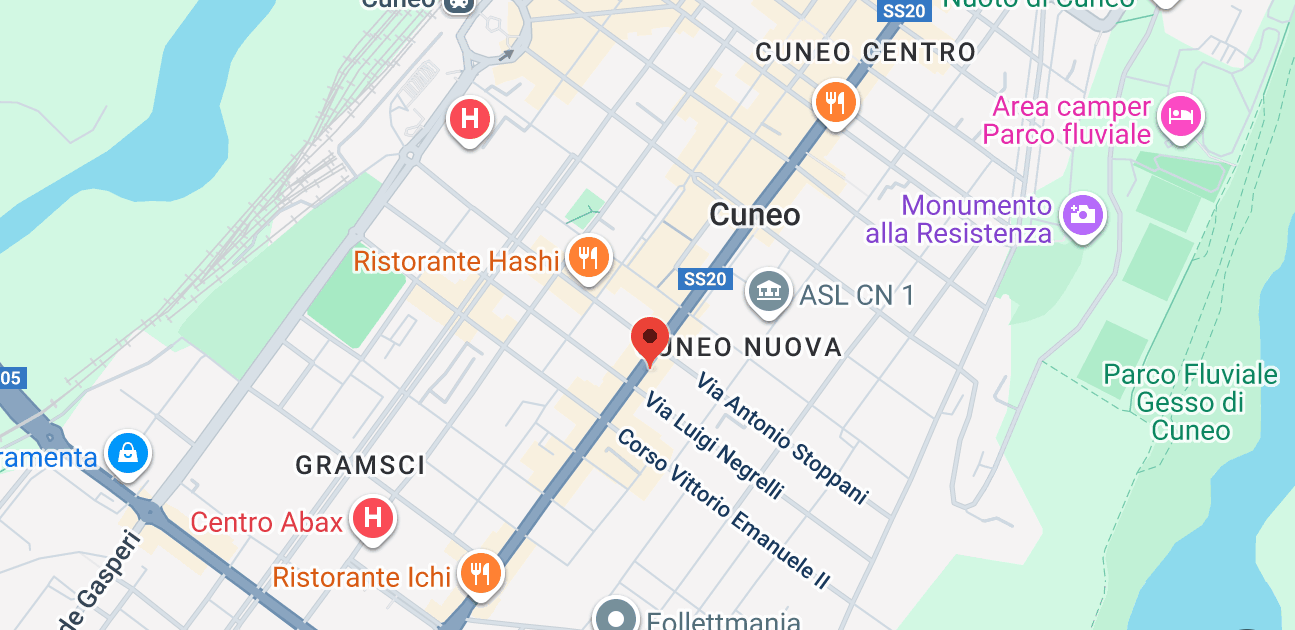 Cuneo
SS20
Nuoto di Cuneo
CUNEO CENTRO
H
Area camper
Parco fluviale
Monumento
alla Resistenza
Cuneo
Ristorante Hashi
SS20
ASL CN 1
UNEO NUOVA
05
Via Antonio Stoppani
Parco Fluviale
Gesso di
Cuneo
Via Luigi Negrelli
Corso Vittorio Emanuele II
ramenta
GRAMSCI
Centro Abax
H
de Gasperi
Ristorante Ichi
Follettmania